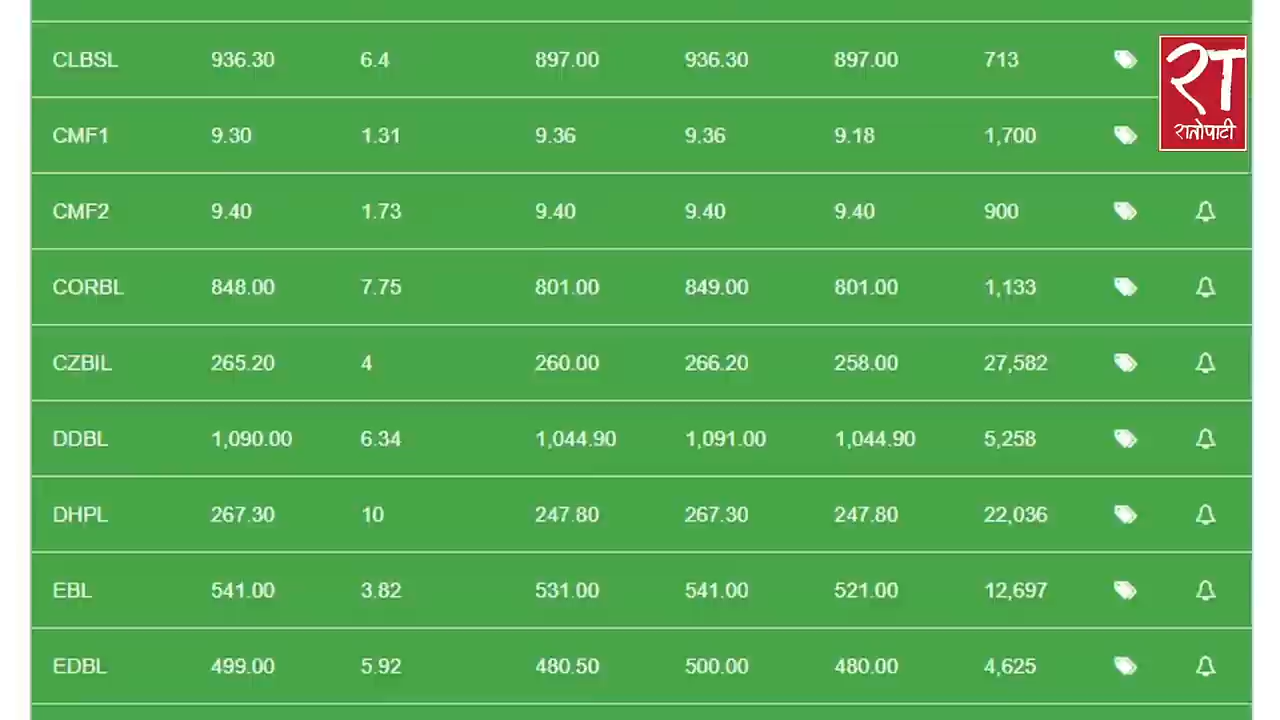 CLBSL 936.30 6.4 897.00 936.30 897.00 713
CMF1 9.30 1.31 9.36 9.36 9.18 1,700
CMF2 9.40 1.73 9.40 9.40 9.40 900
CORBL 848.00 7.75 801.00 849.00 801.00 1,133
CZBIL 265.20 4 260.00 266.20 258.00 27,582
DDBL 1,090.00 6.34 1,044.90 1,091.00 1,044.90 5,258
DHPL 267.30 10 247.80 267.30 247.80 22,036
EBL 541.00 3.82 531.00 541.00 521.00 12,697
EDBL 499.00 5.92 480.50 500.00 480.00 4,625
रा
रातोपाटी